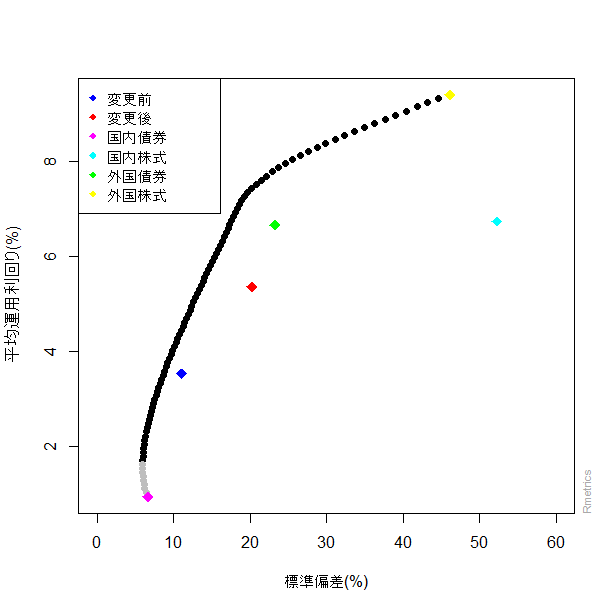 変更前
変更後
国内債券
国内株式
外国債券
外国株式
平均運用利回り(%)
8
6
4
2
0 10 20 30 40 50 60
標準偏差(%)
Rmetrics